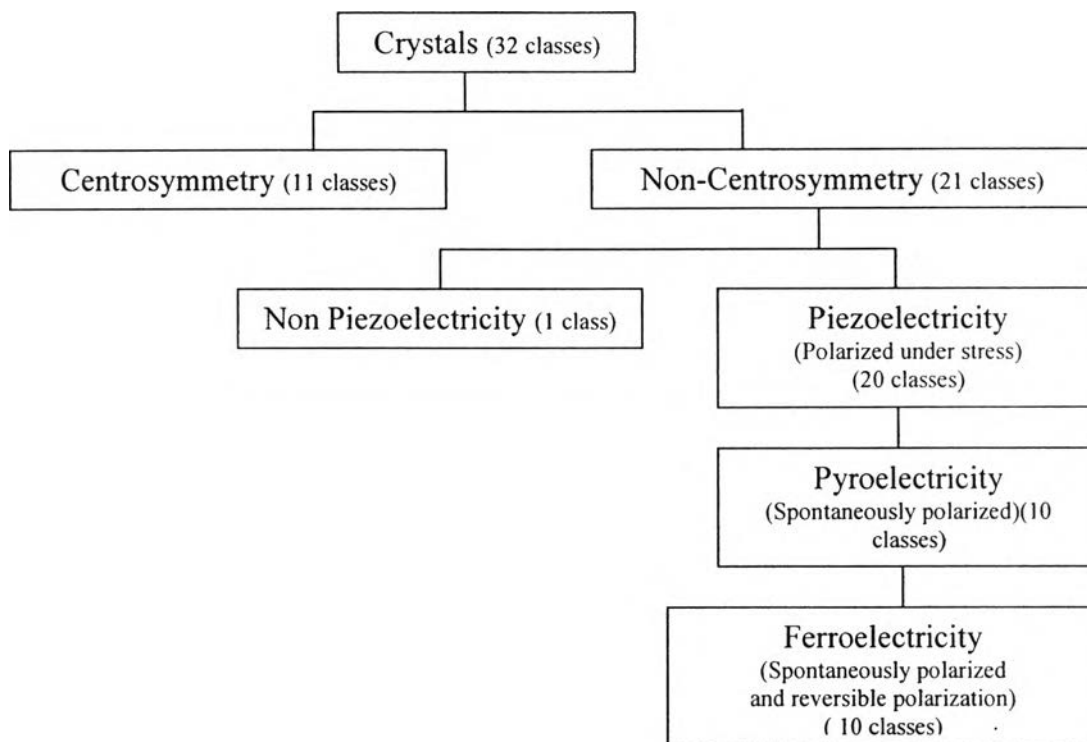 Crystals (32 classes)
Centrosymmetry (11 classes)
Non-Centrosymmetry (21 classes)
Non Piezoelectricity (1 class)
Piezoelectricity
(Polarized under stress)
(20 classes)
Pyroelectricity
(Spontaneously polarized)(10
classes)
Ferroelectricity
(Spontaneously polarized
and reversible polarization)
( 10 classes)